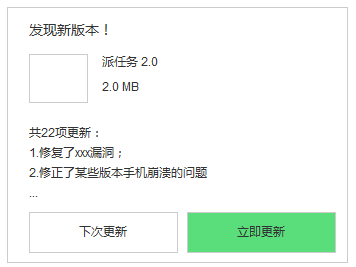 发现新版本！
派任务 2.0
2.0 MB
共22项更新：
1.修复了xxx漏洞；
2.修正了某些版本手机崩溃的问题
...
下次更新
立即更新